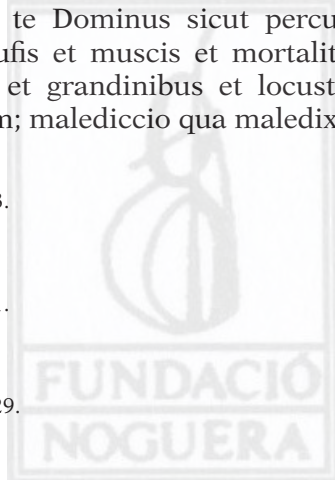 te Dominus sicut percu
ufis et muscis et mortalit
et grandinibus et locust
n; malediccio qua maledix
3.
1.
29.
FUNDACIÓ
NOGUERA